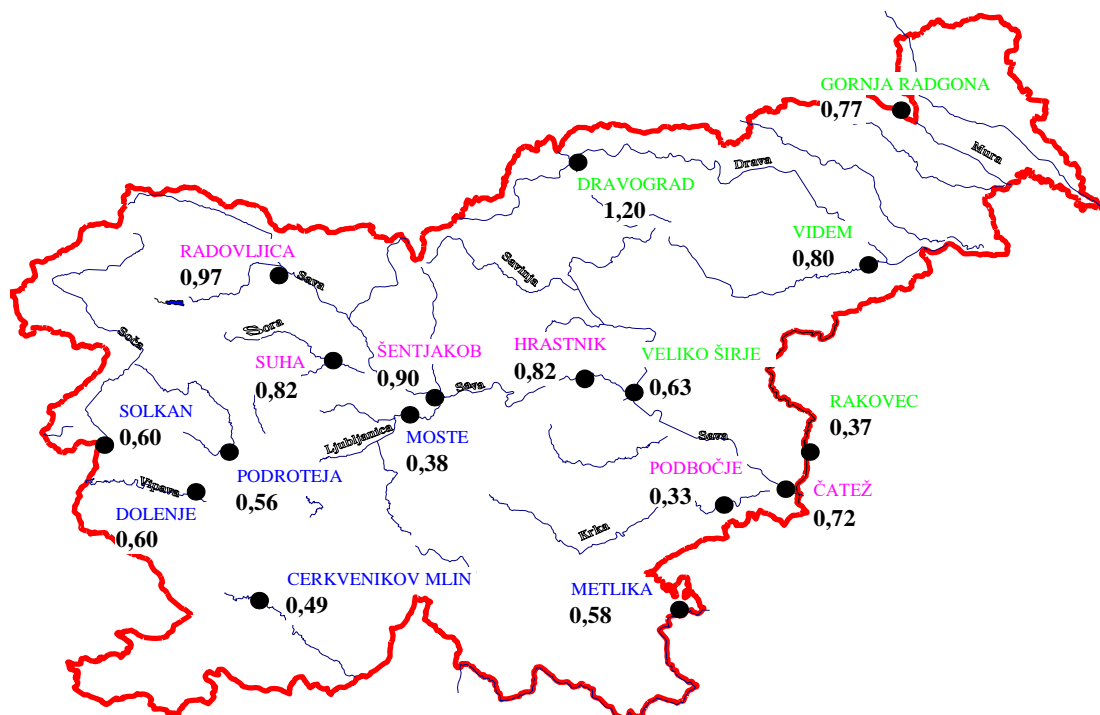 GORNJA RADGONA
0,77
Mura
Drava
DRAVOGRAD
1,20
VIDEM
0,80
RADOVLJICA
0,97
Sava
Savinja
Soča
Sora
SUHA
0,82
ŠENTJAKOB
0,90
Sava
HRASTNIK
0,82
VELIKO ŠIRJE
0,63
RAKOVEC
0,37
SOLKAN
0,60
Ljubljanica
MOSTE
0,38
Sava
PODROTEJA
0,56
PODBOČJE
0,33
ČATEŽ
0,72
Vipava
DOLENJE
0,60
Krka
CERKVENIKOV MLIN
0,49
METLIKA
0,58